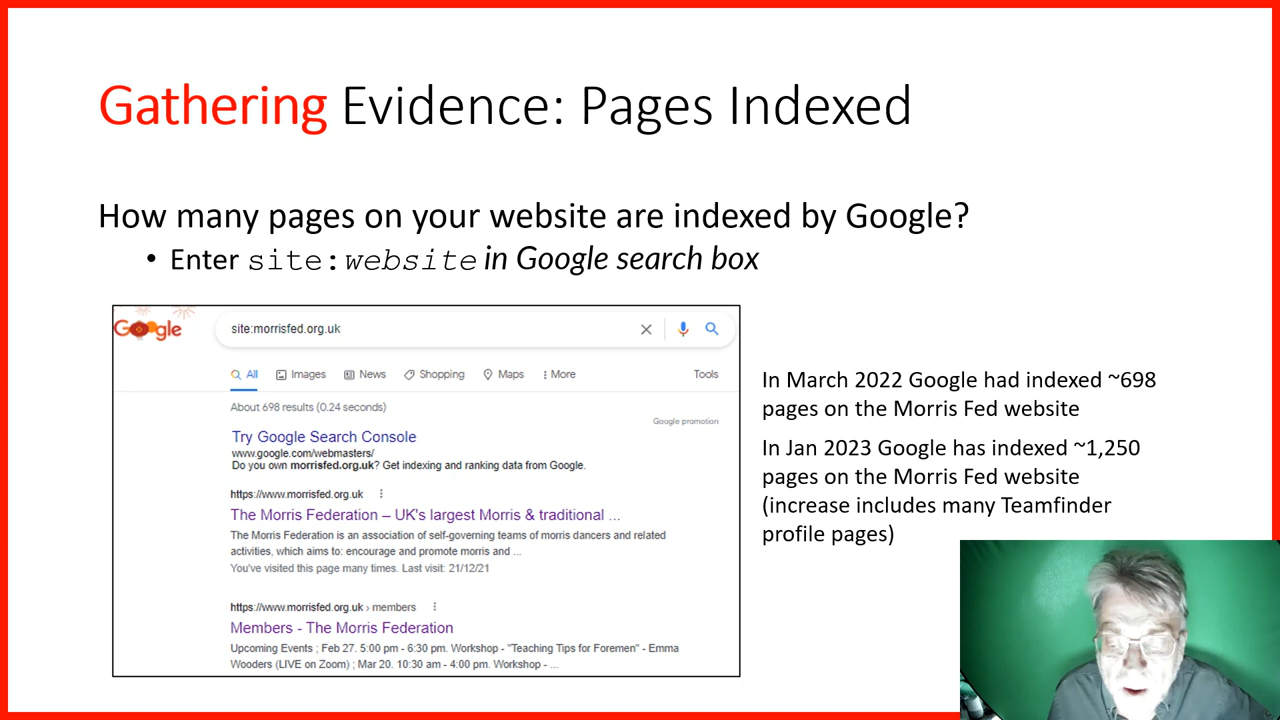 Gathering Evidence: Pages Indexed
How many pages on your website are indexed by Google?
• Enter site:website in Google search box
Google
site:morrisfed.org.uk
All Images News Shopping Maps More Tools
About 698 results (0.24 seconds)
Google promotion
Try Google Search Console
www.google.com/webmasters/
Do you own morrisfed.org.uk? Get indexing and ranking data from Google.
https://www.morrisfed.org.uk
The Morris Federation – UK's largest Morris & traditional ...
The Morris Federation is an association of self-governing teams of morris dancers and related
activities, which aims to: encourage and promote morris and ...
You've visited this page many times. Last visit: 21/12/21
https://www.morrisfed.org.uk › members
Members - The Morris Federation
Upcoming Events ; Feb 27. 5:00 pm - 6:30 pm. Workshop - "Teaching Tips for Foremen" - Emma
Wooders (LIVE on Zoom) ; Mar 20. 10:30 am - 4:00 pm. Workshop - ...
In March 2022 Google had indexed ~698
pages on the Morris Fed website
In Jan 2023 Google has indexed ~1,250
pages on the Morris Fed website
(increase includes many Teamfinder
profile pages)